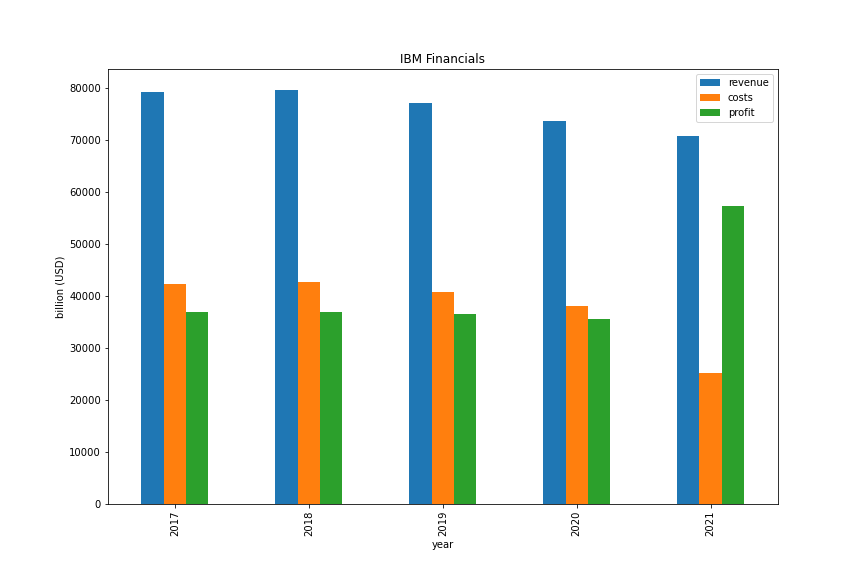 IBM Financials
revenue
costs
profit
billion (USD)
80000
70000
60000
50000
40000
30000
20000
10000
0
2017
2018
2019
2020
2021
year